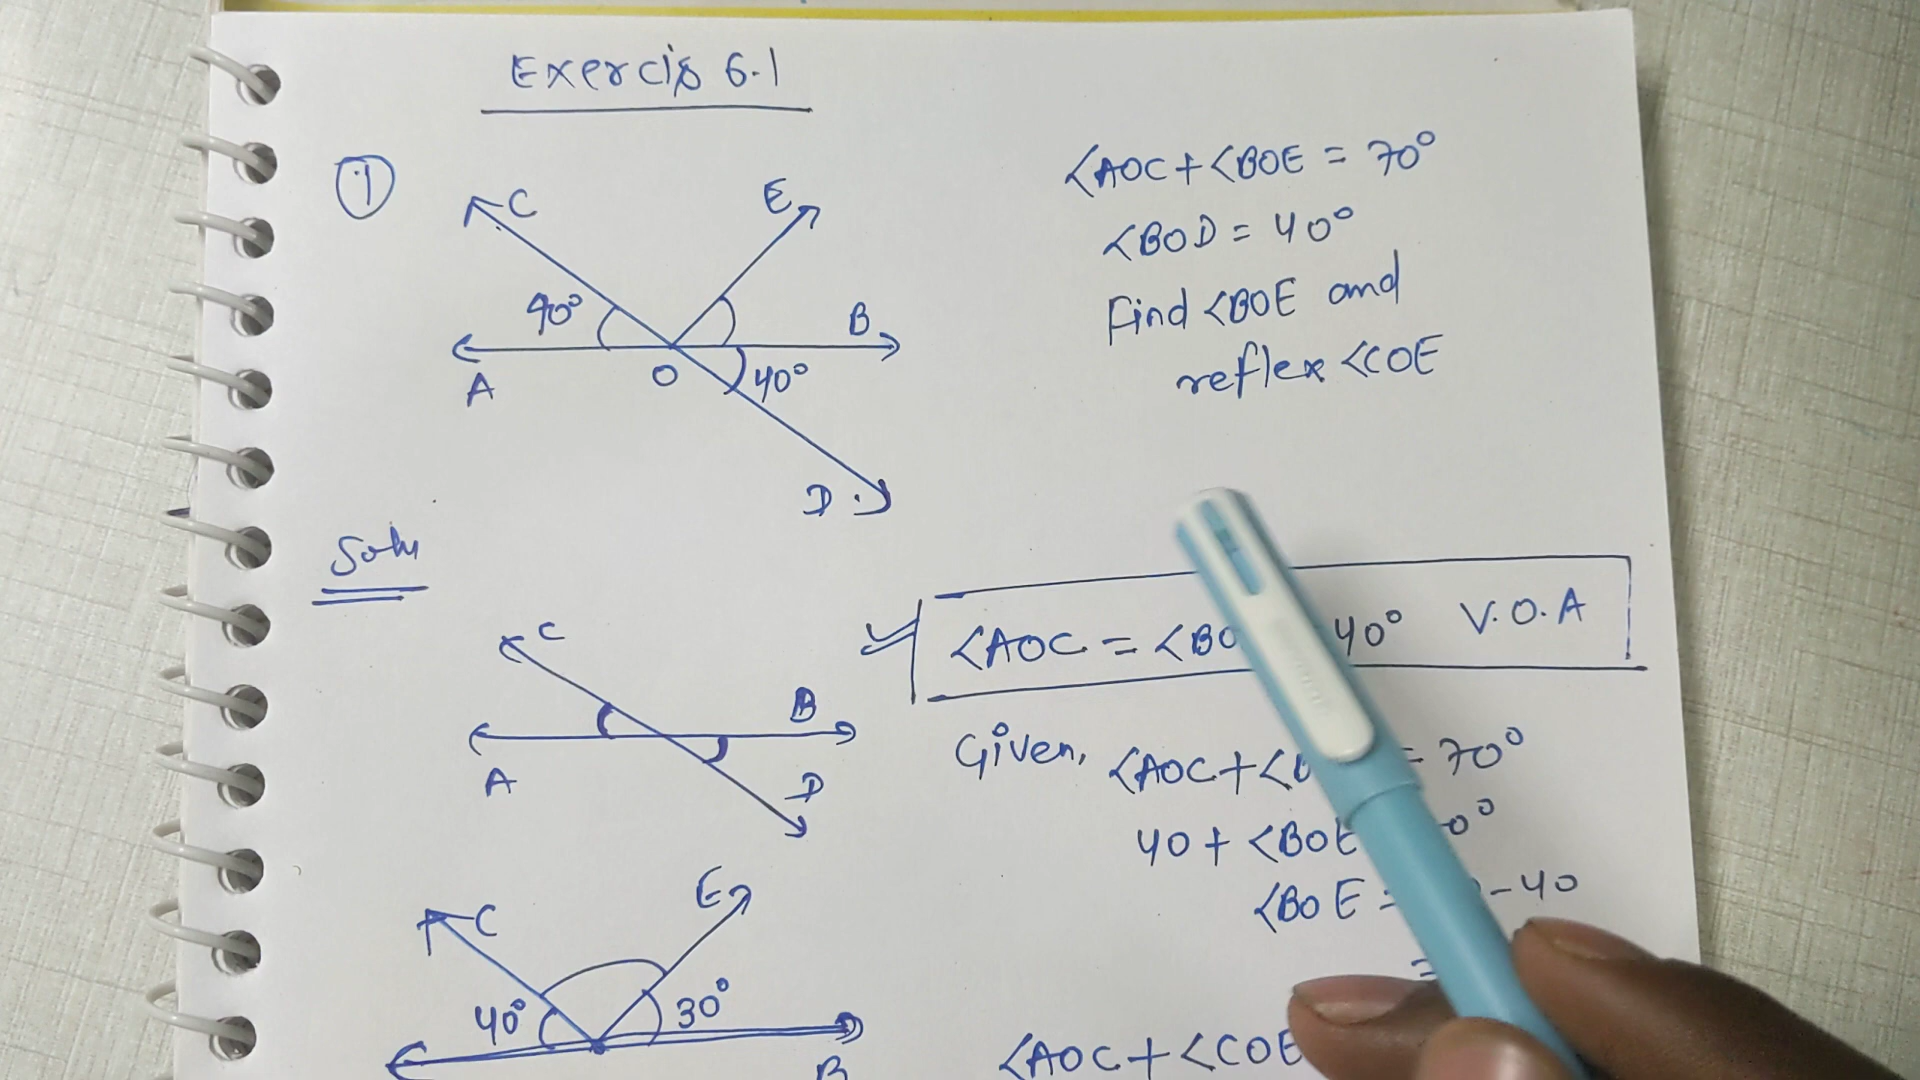 Exercis 6.1
①
C
E
40°
B
A
O
40°
D
∠AOC + ∠BOE = 70°
∠BOD = 40°
Find ∠BOE and
reflex ∠COE
Soln
C
B
A
D
∠AOC = 40° V.O.A
Given, ∠AOC + = 70°
40 + ∠BOE
∠BOE = - 40
=
C
E
40°
30°
B
∠AOC + ∠COE